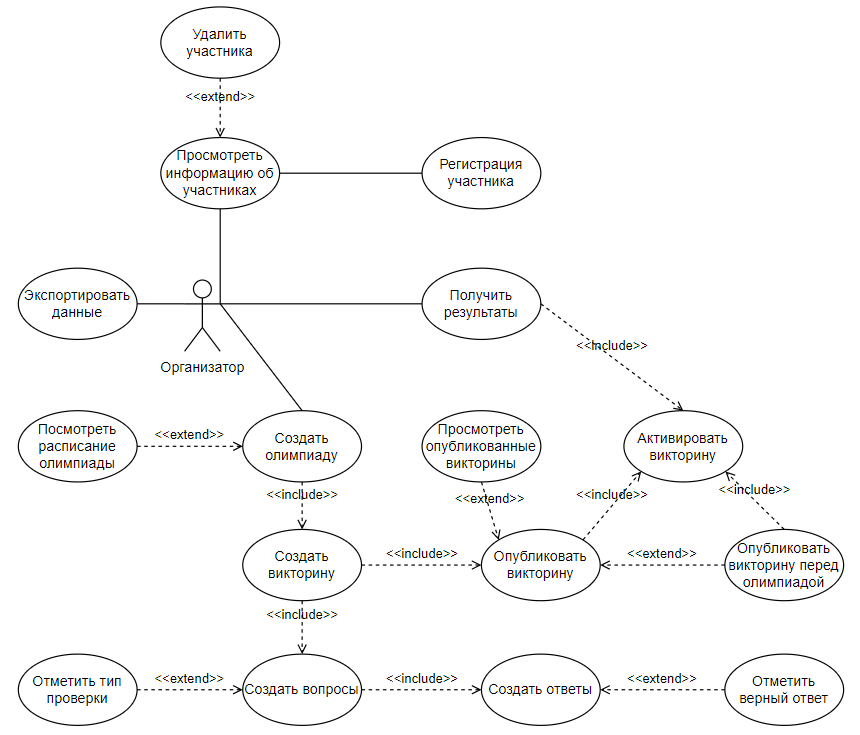 Удалить
участника
<<extend>>
Просмотреть
информацию об
участниках
Регистрация
участника
Экспортировать
данные
Получить
результаты
<<include>>
Организатор
Посмотреть
расписание
олимпиады
<<extend>>
Создать
олимпиаду
Просмотреть
опубликованные
викторины
Активировать
викторину
<<include>>
<<extend>>
<<include>>
<<include>>
Создать
викторину
<<include>>
Опубликовать
викторину
<<extend>>
Опубликовать
викторину перед
олимпиадой
<<include>>
Отметить тип
проверки
<<extend>>
Создать вопросы
<<include>>
Создать ответы
<<extend>>
Отметить
верный ответ